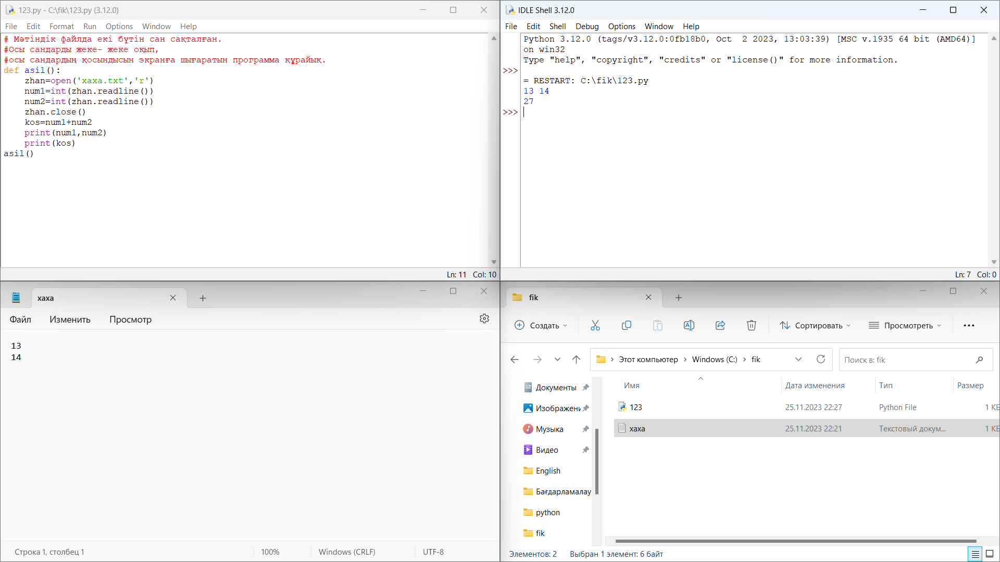 123.py - C:\fik\123.py (3.12.0)
File Edit Format Run Options Window Help
# Мәтіндік файлда екі бүтін сан сақталған.
#Осы сандарды жеке- жеке оқып,
#осы сандардың қосындысын экранға шығаратын программа құрайық.
def asil():
    zhan=open('xaxa.txt','r')
    num1=int(zhan.readline())
    num2=int(zhan.readline())
    zhan.close()
    kos=num1+num2
    print(num1,num2)
    print(kos)
asil()
Ln: 11 Col: 10
IDLE Shell 3.12.0
File Edit Shell Debug Options Window Help
Python 3.12.0 (tags/v3.12.0:0fb18b0, Oct  2 2023, 13:03:39) [MSC v.1935 64 bit (AMD64)]
on win32
Type "help", "copyright", "credits" or "license()" for more information.
>>>
= RESTART: C:\fik\123.py
13 14
27
>>>
Ln: 7 Col: 0
xaxa
Файл Изменить Просмотр
13
14
Строка 1, столбец 1 100% Windows (CRLF) UTF-8
fik
Создать Сортировать Просмотреть
Этот компьютер Windows (C:) fik Поиск в: fik
Имя Дата изменения Тип Размер
123 25.11.2023 22:27 Python File 1 КБ
xaxa 25.11.2023 22:21 Текстовый докум... 1 КБ
Документы
Изображени
Музыка
Видео
English
Бағдарламалау
python
fik
Элементов: 2 Выбран 1 элемент: 6 байт